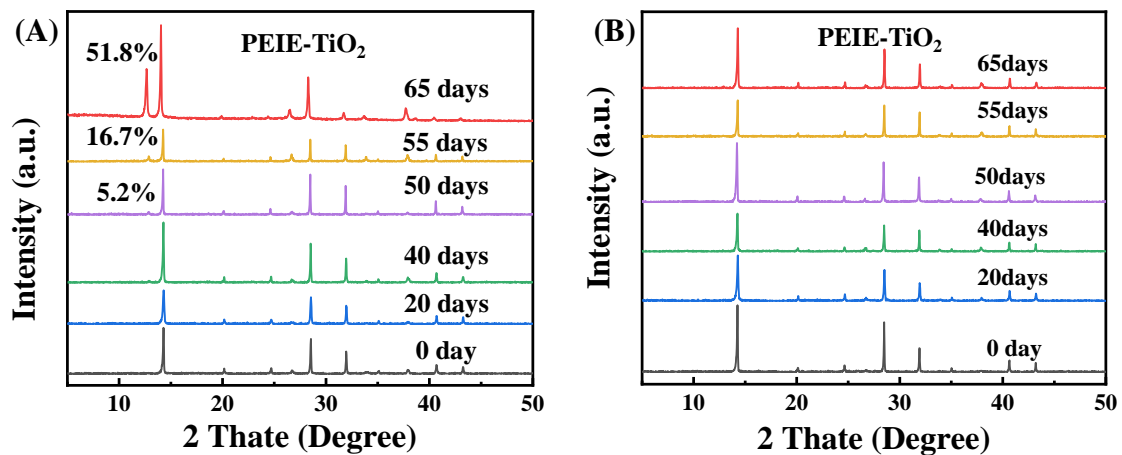 (A)
PEIE-TiO₂
51.8%
65 days
16.7%
55 days
5.2%
50 days
40 days
20 days
0 day
Intensity (a.u.)
10 20 30 40 50
2 Thate (Degree)
(B)
PEIE-TiO₂
65days
55days
50days
40days
20days
0 day
Intensity (a.u.)
10 20 30 40 50
2 Thate (Degree)